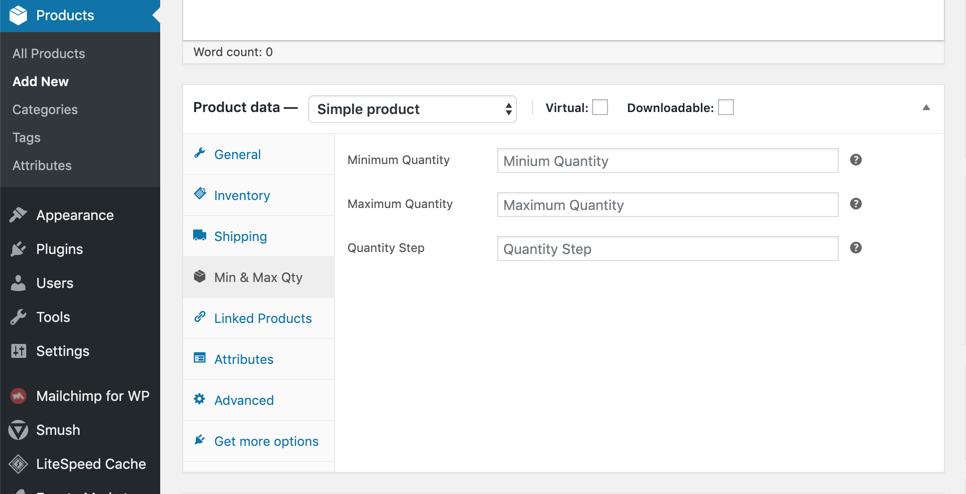 Products
All Products
Add New
Categories
Tags
Attributes
Appearance
Plugins
Users
Tools
Settings
Mailchimp for WP
Smush
LiteSpeed Cache
Word count: 0
Product data — Simple product Virtual: Downloadable:
General
Inventory
Shipping
Min & Max Qty
Linked Products
Attributes
Advanced
Get more options
Minimum Quantity Minium Quantity ?
Maximum Quantity Maximum Quantity ?
Quantity Step Quantity Step ?